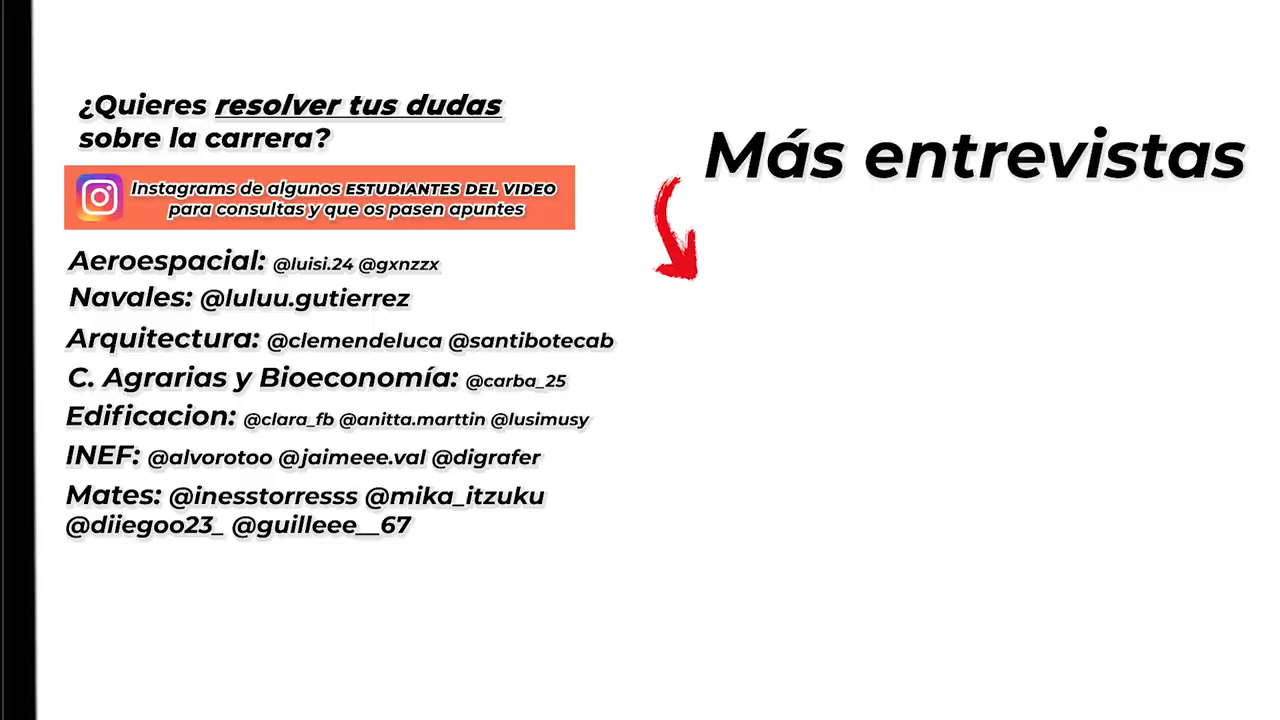 ¿Quieres resolver tus dudas
sobre la carrera?
Instagrams de algunos ESTUDIANTES DEL VIDEO
para consultas y que os pasen apuntes
Aeroespacial: @luisi.24 @gxnzzx
Navales: @luluu.gutierrez
Arquitectura: @clemendeluca @santibotecab
C. Agrarias y Bioeconomía: @carba_25
Edificacion: @clara_fb @anitta.marttin @lusimusy
INEF: @alvorotoo @jaimeee.val @digrafer
Mates: @inesstorresss @mika_itzuku
@diiegoo23_ @guilleee__67
Más entrevistas